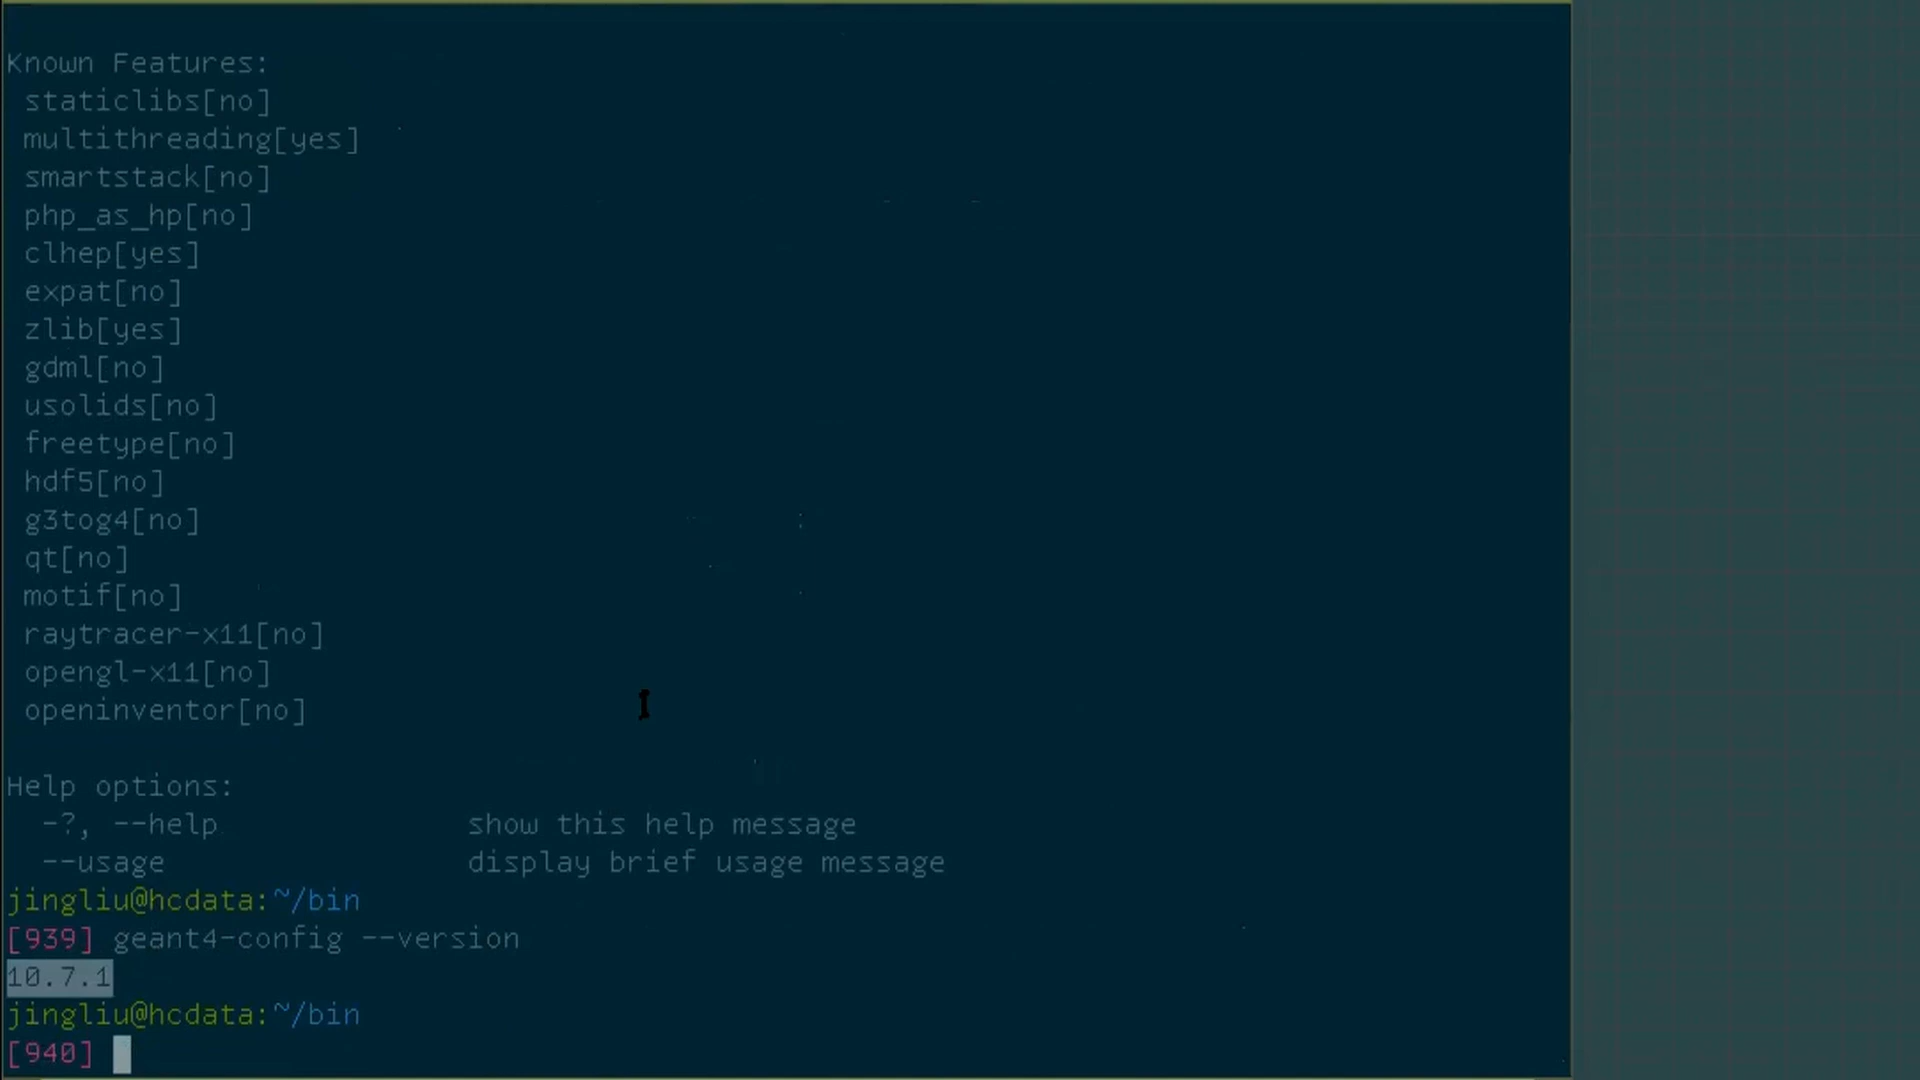 Known Features:
staticlibs[no]
multithreading[yes]
smartstack[no]
php_as_hp[no]
clhep[yes]
expat[no]
zlib[yes]
gdml[no]
usolids[no]
freetype[no]
hdf5[no]
g3tog4[no]
qt[no]
motif[no]
raytracer-x11[no]
opengl-x11[no]
openinventor[no]
Help options:
-?, --help show this help message
--usage display brief usage message
jingliu@hcdata:~/bin
[939] geant4-config --version
10.7.1
jingliu@hcdata:~/bin
[940]